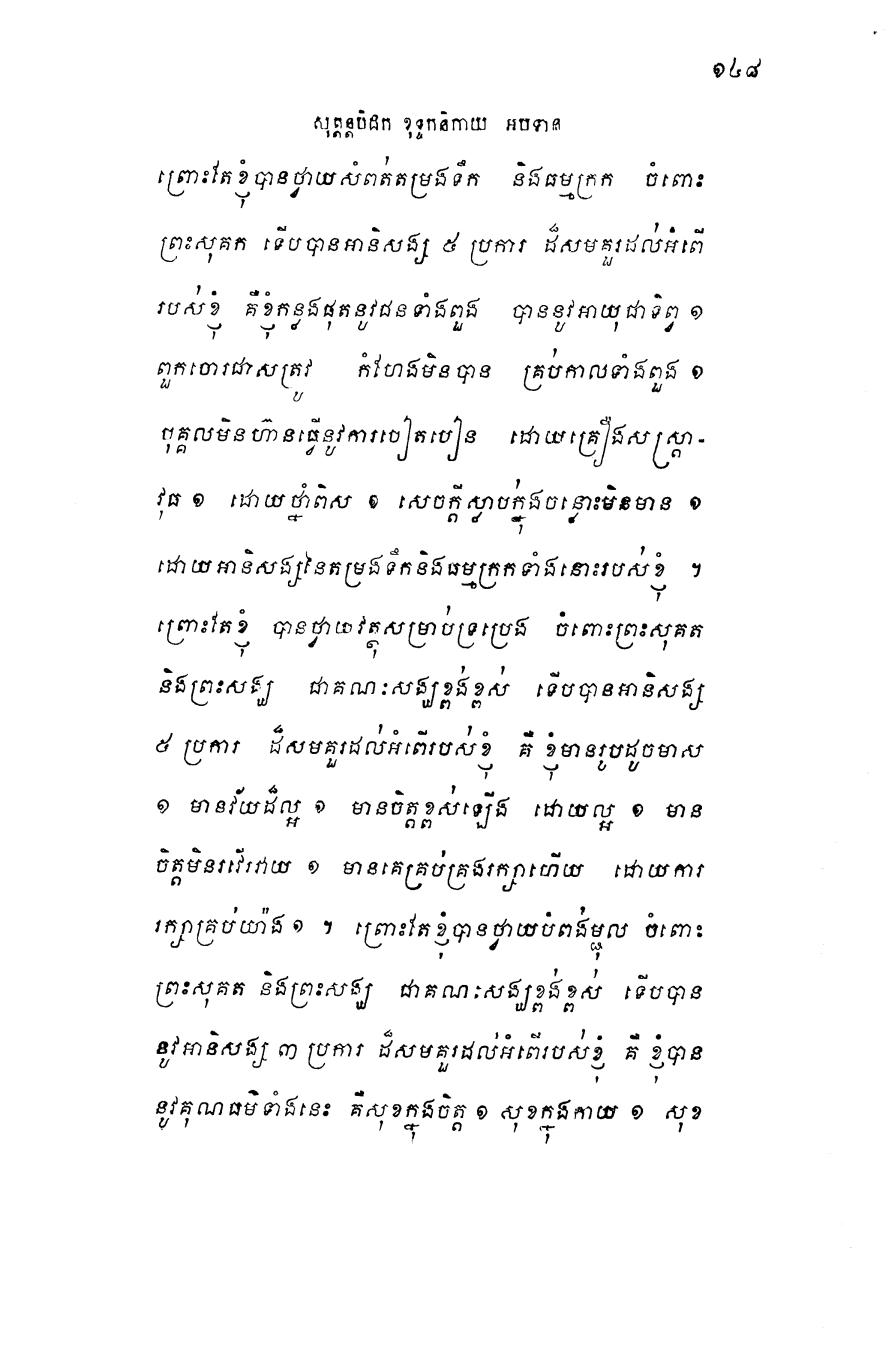 ១៤៨
សុត្តន្តបិដក ខុទ្ទកនិកាយ អបទាន
ព្រោះតែខ្ញុំបានថ្វាយសំពត់តម្រងទឹក និងធម្មក្រក ចំពោះ
ព្រះសុគត ទើបបានអានិសង្ស ៥ ប្រការ ដ៏សមគួរដល់អំពើ
របស់ខ្ញុំ គឺខ្ញុំកន្លងផុតនូវជនទាំងពួង បាននូវអាយុជាទិព្វ ១
ពួកចោរជាសត្រូវ កំហែងមិនបាន គ្រប់កាលទាំងពួង ១
បុគ្គលមិនហ៊ានធ្វើនូវការបៀតបៀន ដោយគ្រឿងសស្ត្រា-
វុធ ១ ដោយថ្នាំពិស ១ សេចក្តីស្លាប់ក្នុងចន្លោះមិនមាន ១
ដោយអានិសង្សនៃតម្រងទឹកនិងធម្មក្រកទាំងនោះរបស់ខ្ញុំ ។
ព្រោះតែខ្ញុំ បានថ្វាយវត្ថុសម្រាប់ទ្រប្រេង ចំពោះព្រះសុគត
និងព្រះសង្ឃ ជាគណៈសង្ឃខ្ពង់ខ្ពស់ ទើបបានអានិសង្ស
៥ ប្រការ ដ៏សមគួរដល់អំពើរបស់ខ្ញុំ គឺ ខ្ញុំមានរូបដូចមាស
១ មានវ័យដ៏ល្អ ១ មានចិត្តខ្ពស់ឡើង ដោយល្អ ១ មាន
ចិត្តមិនរវើរវាយ ១ មានគេគ្រប់គ្រងរក្សាហើយ ដោយការ
រក្សាគ្រប់យ៉ាង ១ ។ ព្រោះតែខ្ញុំបានថ្វាយបំពង់ម្ជុល ចំពោះ
ព្រះសុគត និងព្រះសង្ឃ ជាគណៈសង្ឃខ្ពង់ខ្ពស់ ទើបបាន
នូវអានិសង្ស ៣ ប្រការ ដ៏សមគួរដល់អំពើរបស់ខ្ញុំ គឺ ខ្ញុំបាន
នូវគុណធម៌ទាំងនេះ គឺសុខក្នុងចិត្ត ១ សុខក្នុងកាយ ១ សុខ